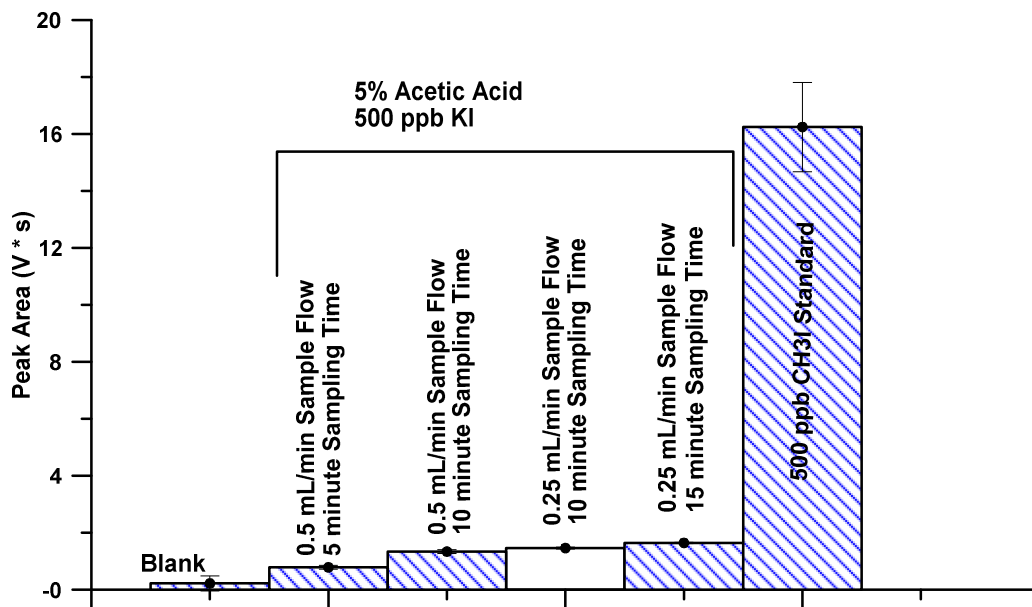 20
16
12
8
4
-0
Peak Area (V * s)
5% Acetic Acid
500 ppb KI
Blank
0.5 mL/min Sample Flow
5 minute Sampling Time
0.5 mL/min Sample Flow
10 minute Sampling Time
0.25 mL/min Sample Flow
10 minute Sampling Time
0.25 mL/min Sample Flow
15 minute Sampling Time
500 ppb CH3I Standard